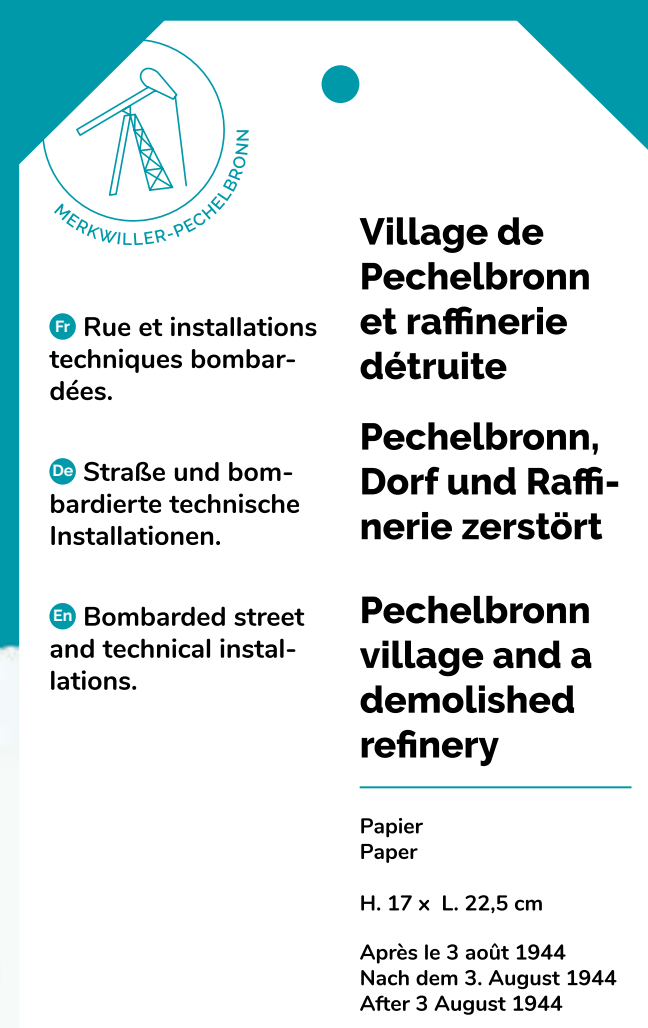 MERKWILLER-PECHELBRONN
Fr Rue et installations
techniques bombar-
dées.
De Straße und bom-
bardierte technische
Installationen.
En Bombarded street
and technical instal-
lations.
Village de
Pechelbronn
et raffinerie
détruite
Pechelbronn,
Dorf und Raffi-
nerie zerstört
Pechelbronn
village and a
demolished
refinery
Papier
Paper
H. 17 x L. 22,5 cm
Après le 3 août 1944
Nach dem 3. August 1944
After 3 August 1944